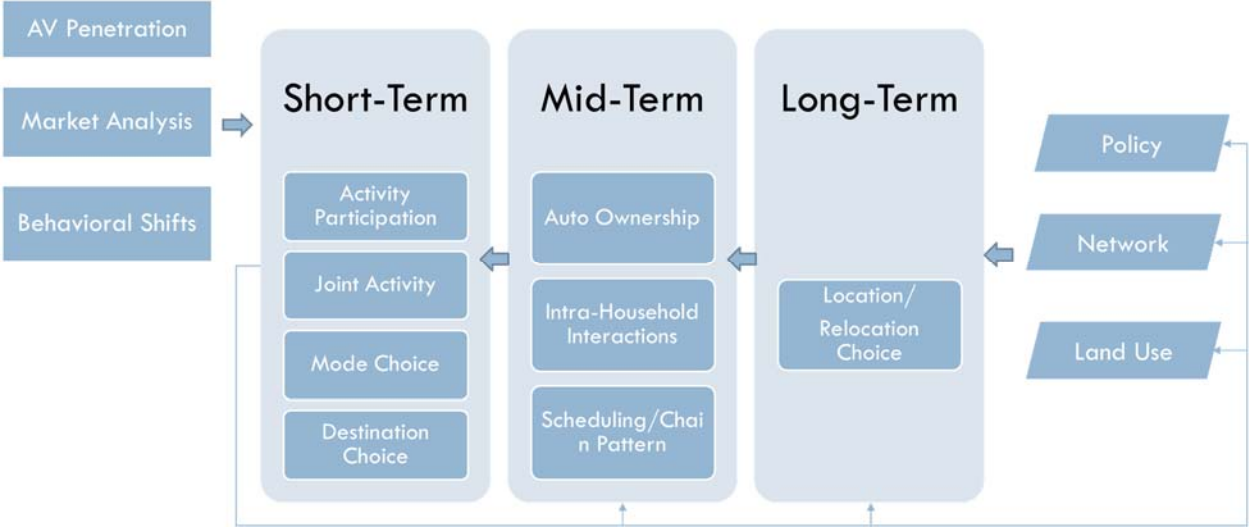 AV Penetration
Market Analysis
Behavioral Shifts
Short-Term
Activity
Participation
Joint Activity
Mode Choice
Destination
Choice
Mid-Term
Auto Ownership
Intra-Household
Interactions
Scheduling/Chai
n Pattern
Long-Term
Location/
Relocation
Choice
Policy
Network
Land Use